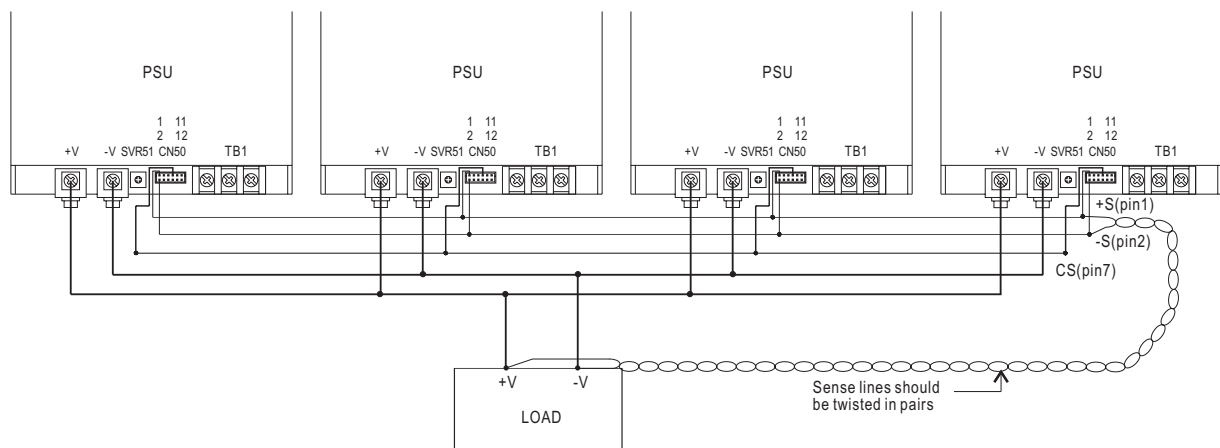 PSU PSU PSU PSU
1 11 1 11 1 11 1 11
2 12 2 12 2 12 2 12
+V -V SVR51 CN50 TB1 +V -V SVR51 CN50 TB1 +V -V SVR51 CN50 TB1 +V -V SVR51 CN50 TB1
+S(pin1)
-S(pin2)
CS(pin7)
+V -V
Sense lines should
be twisted in pairs
LOAD